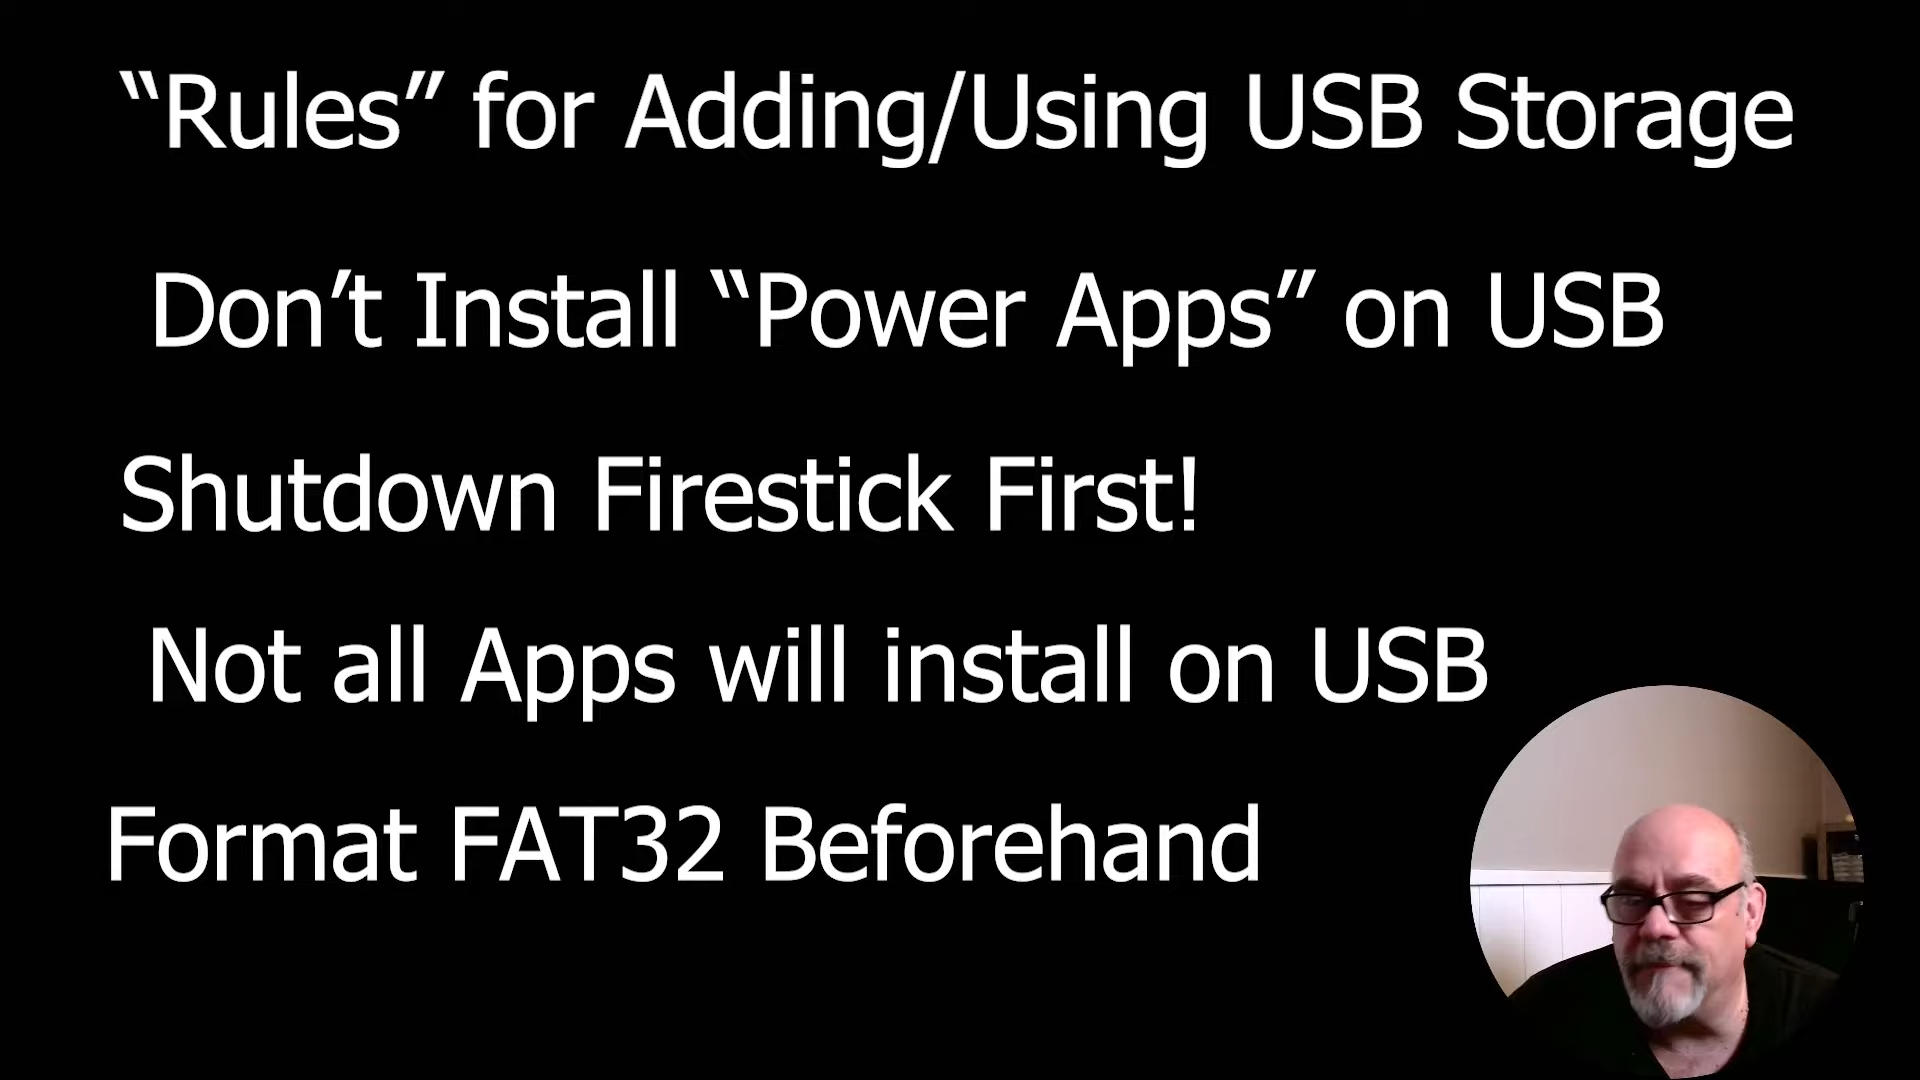 “Rules” for Adding/Using USB Storage
Don’t Install “Power Apps” on USB
Shutdown Firestick First!
Not all Apps will install on USB
Format FAT32 Beforehand